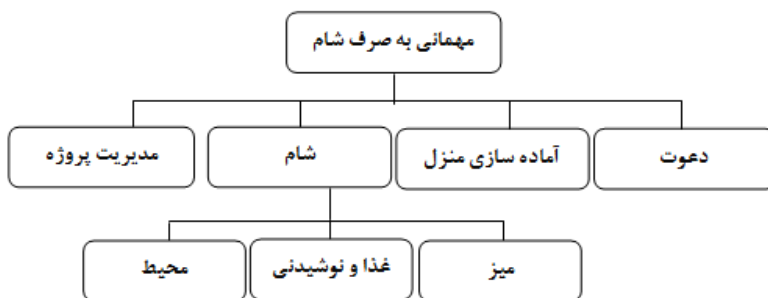 مهمانی به صرف شام
دعوت
آماده سازی منزل
شام
مدیریت پروژه
میز
غذا و نوشیدنی
محیط